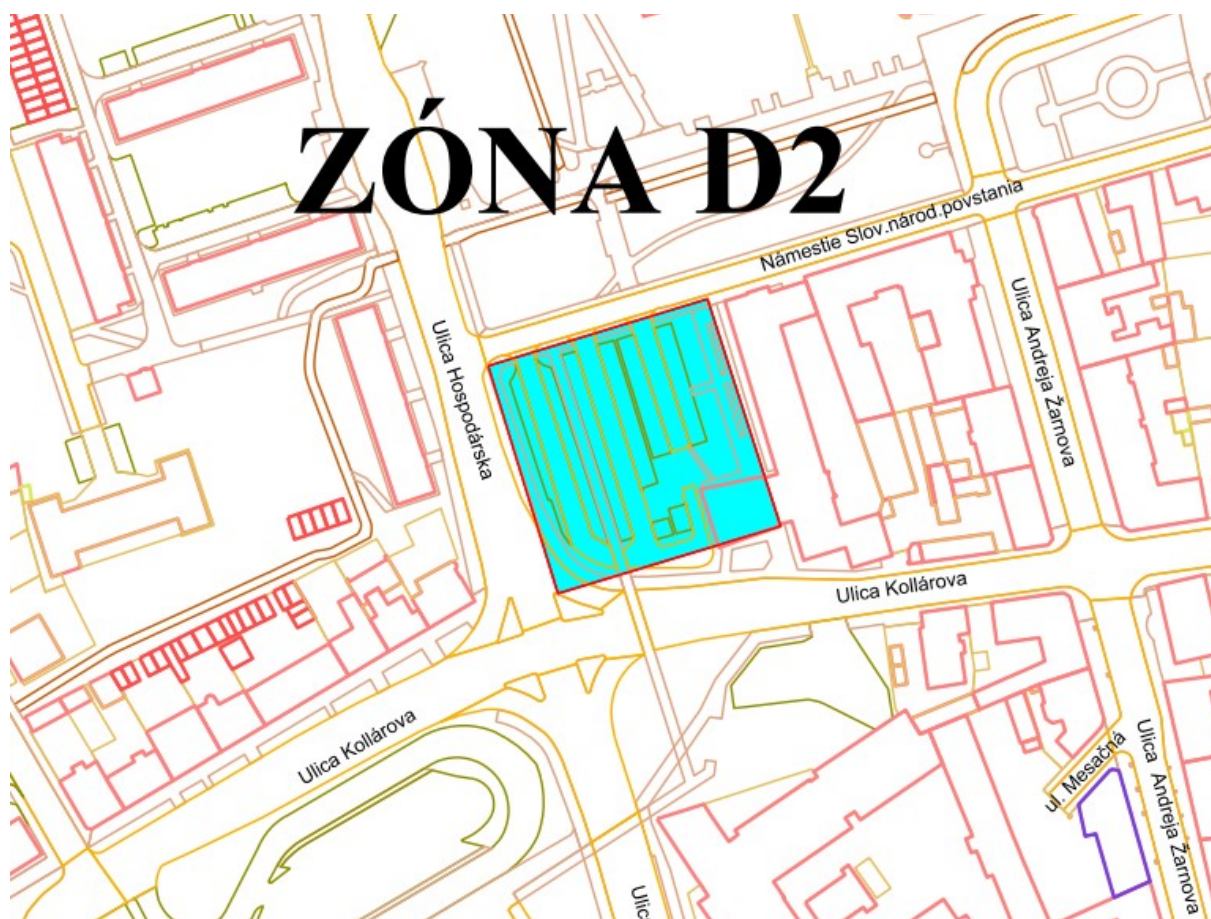 ZÓNA D2
Námestie Slov.národ.povstania
Ulica Hospodárska
Ulica Andreja Žarnova
Ulica Kollárova
Ulica Kollárova
ul. Mesačná
Ulica Andreja Žarnova
Ulic